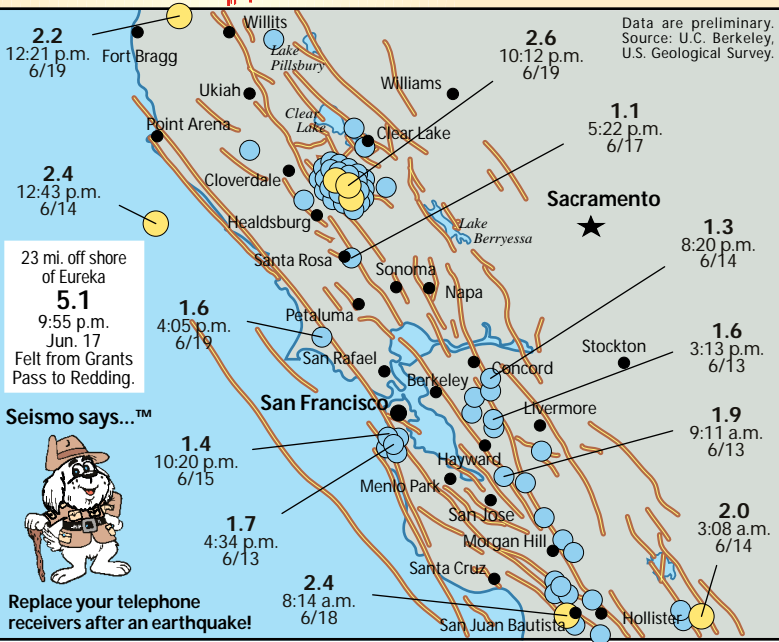 2.2
12:21 p.m.
6/19
Fort Bragg
Willits
Lake
Pillsbury
2.6
10:12 p.m.
6/19
Data are preliminary.
Source: U.C. Berkeley,
U.S. Geological Survey.
Ukiah
Williams
Point Arena
Clear
Lake
Clear Lake
1.1
5:22 p.m.
6/17
2.4
12:43 p.m.
6/14
Cloverdale
Healdsburg
Sacramento
Lake
Berryessa
1.3
8:20 p.m.
6/14
23 mi. off shore
of Eureka
5.1
9:55 p.m.
Jun. 17
Felt from Grants
Pass to Redding.
Santa Rosa
Sonoma
Napa
Petaluma
1.6
4:05 p.m.
6/19
San Rafael
Berkeley
Concord
Stockton
1.6
3:13 p.m.
6/13
San Francisco
Livermore
Seismo says...™
1.4
10:20 p.m.
6/15
Hayward
1.9
9:11 a.m.
6/13
Menlo Park
San Jose
1.7
4:34 p.m.
6/13
Morgan Hill
2.0
3:08 a.m.
6/14
Santa Cruz
2.4
8:14 a.m.
6/18
San Juan Bautista
Hollister
Replace your telephone
receivers after an earthquake!